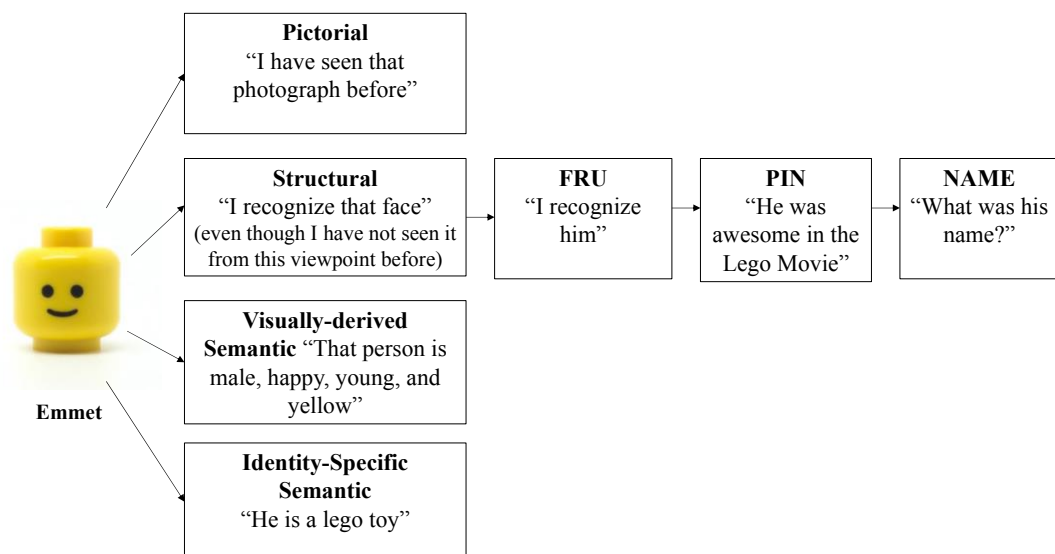 Pictorial
“I have seen that
photograph before”
Structural
“I recognize that face”
(even though I have not seen it
from this viewpoint before)
FRU
“I recognize
him”
PIN
“He was
awesome in the
Lego Movie”
NAME
“What was his
name?”
Visually-derived
Semantic “That person is
male, happy, young, and
yellow”
Emmet
Identity-Specific
Semantic
“He is a lego toy”